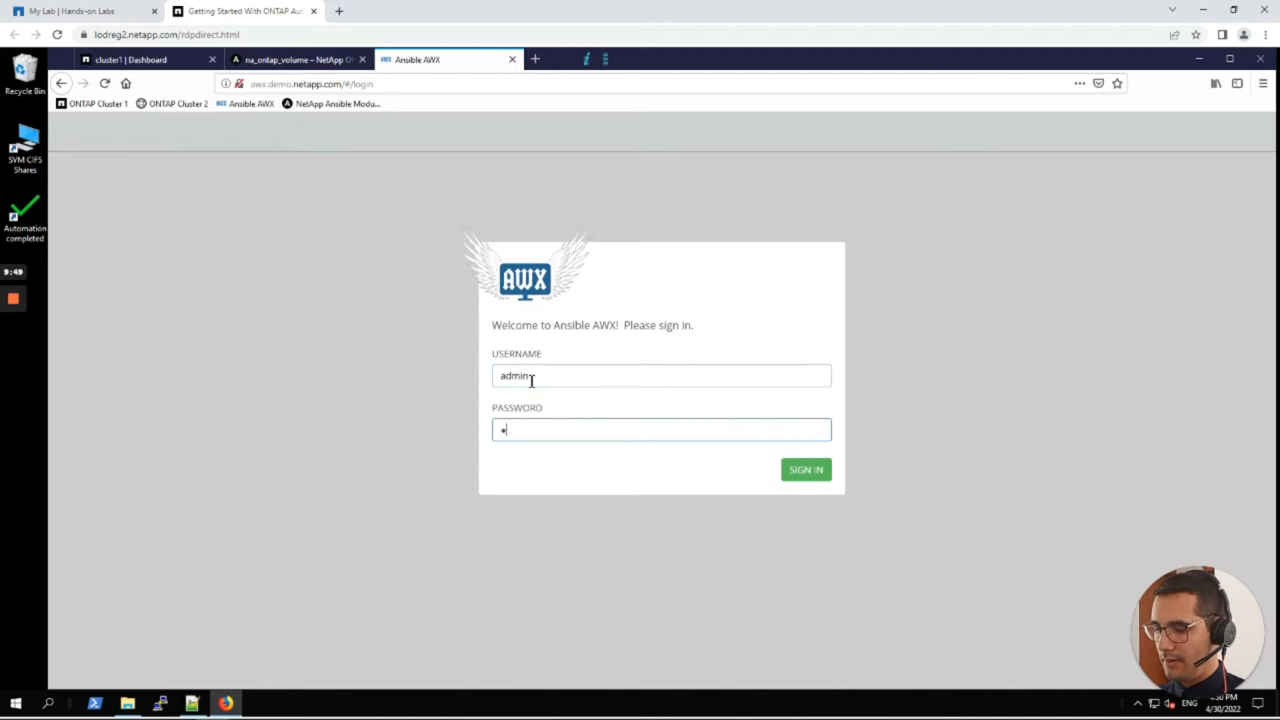 My Lab | Hands-on Labs
Getting Started With ONTAP Aut
lodreg2.netapp.com/rdpdirect.html
Recycle Bin
SVM CIFS
Shares
Automation
completed
9:49
cluster1 | Dashboard
na_ontap_volume – NetApp O
Ansible AWX
awx.demo.netapp.com/#/login
ONTAP Cluster 1
ONTAP Cluster 2
Ansible AWX
NetApp Ansible Modu...
AWX
Welcome to Ansible AWX! Please sign in.
USERNAME
admin
PASSWORD
SIGN IN
ENG
4/30/2022